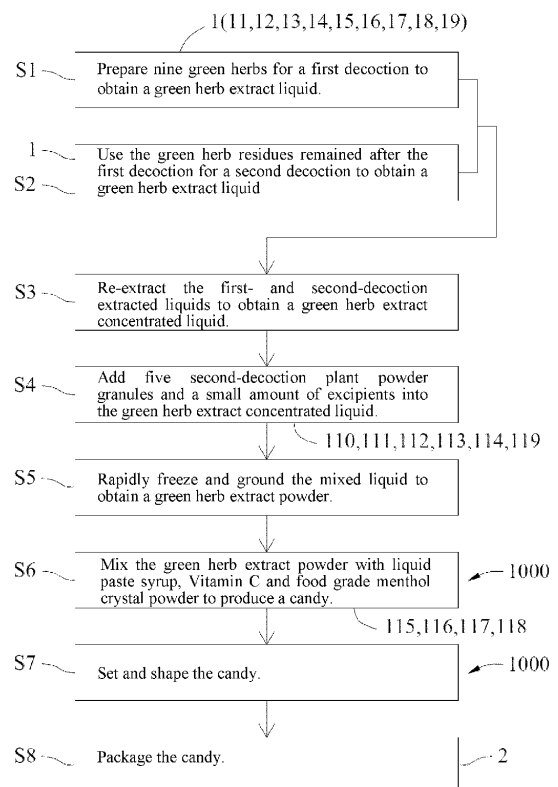 1(11,12,13,14,15,16,17,18,19)
S1
Prepare nine green herbs for a first decoction to
obtain a green herb extract liquid.
1
S2
Use the green herb residues remained after the
first decoction for a second decoction to obtain a
green herb extract liquid
S3
Re-extract the first- and second-decoction
extracted liquids to obtain a green herb extract
concentrated liquid.
S4
Add five second-decoction plant powder
granules and a small amount of excipients into
the green herb extract concentrated liquid.
110,111,112,113,114,119
S5
Rapidly freeze and ground the mixed liquid to
obtain a green herb extract powder.
S6
Mix the green herb extract powder with liquid
paste syrup, Vitamin C and food grade menthol
crystal powder to produce a candy.
1000
115,116,117,118
S7
Set and shape the candy.
1000
S8
Package the candy.
2